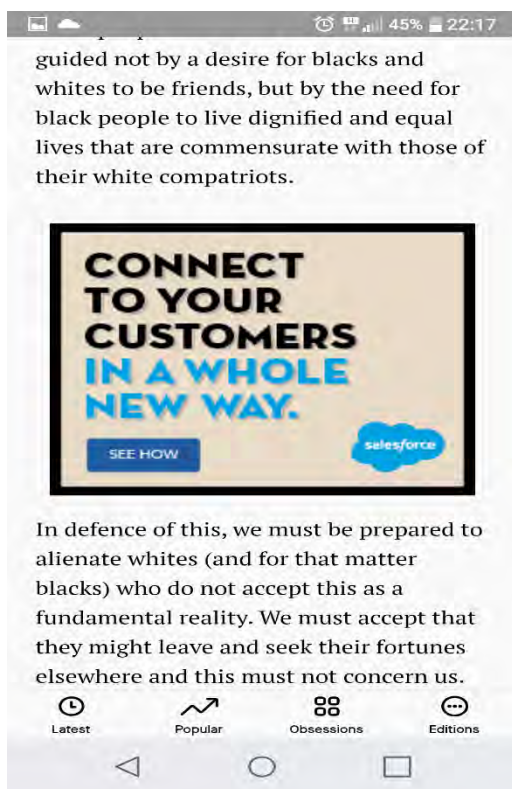 45% 22:17
guided not by a desire for blacks and
whites to be friends, but by the need for
black people to live dignified and equal
lives that are commensurate with those of
their white compatriots.
CONNECT
TO YOUR
CUSTOMERS
IN A WHOLE
NEW WAY.
SEE HOW
salesforce
In defence of this, we must be prepared to
alienate whites (and for that matter
blacks) who do not accept this as a
fundamental reality. We must accept that
they might leave and seek their fortunes
elsewhere and this must not concern us.
Latest Popular Obsessions Editions